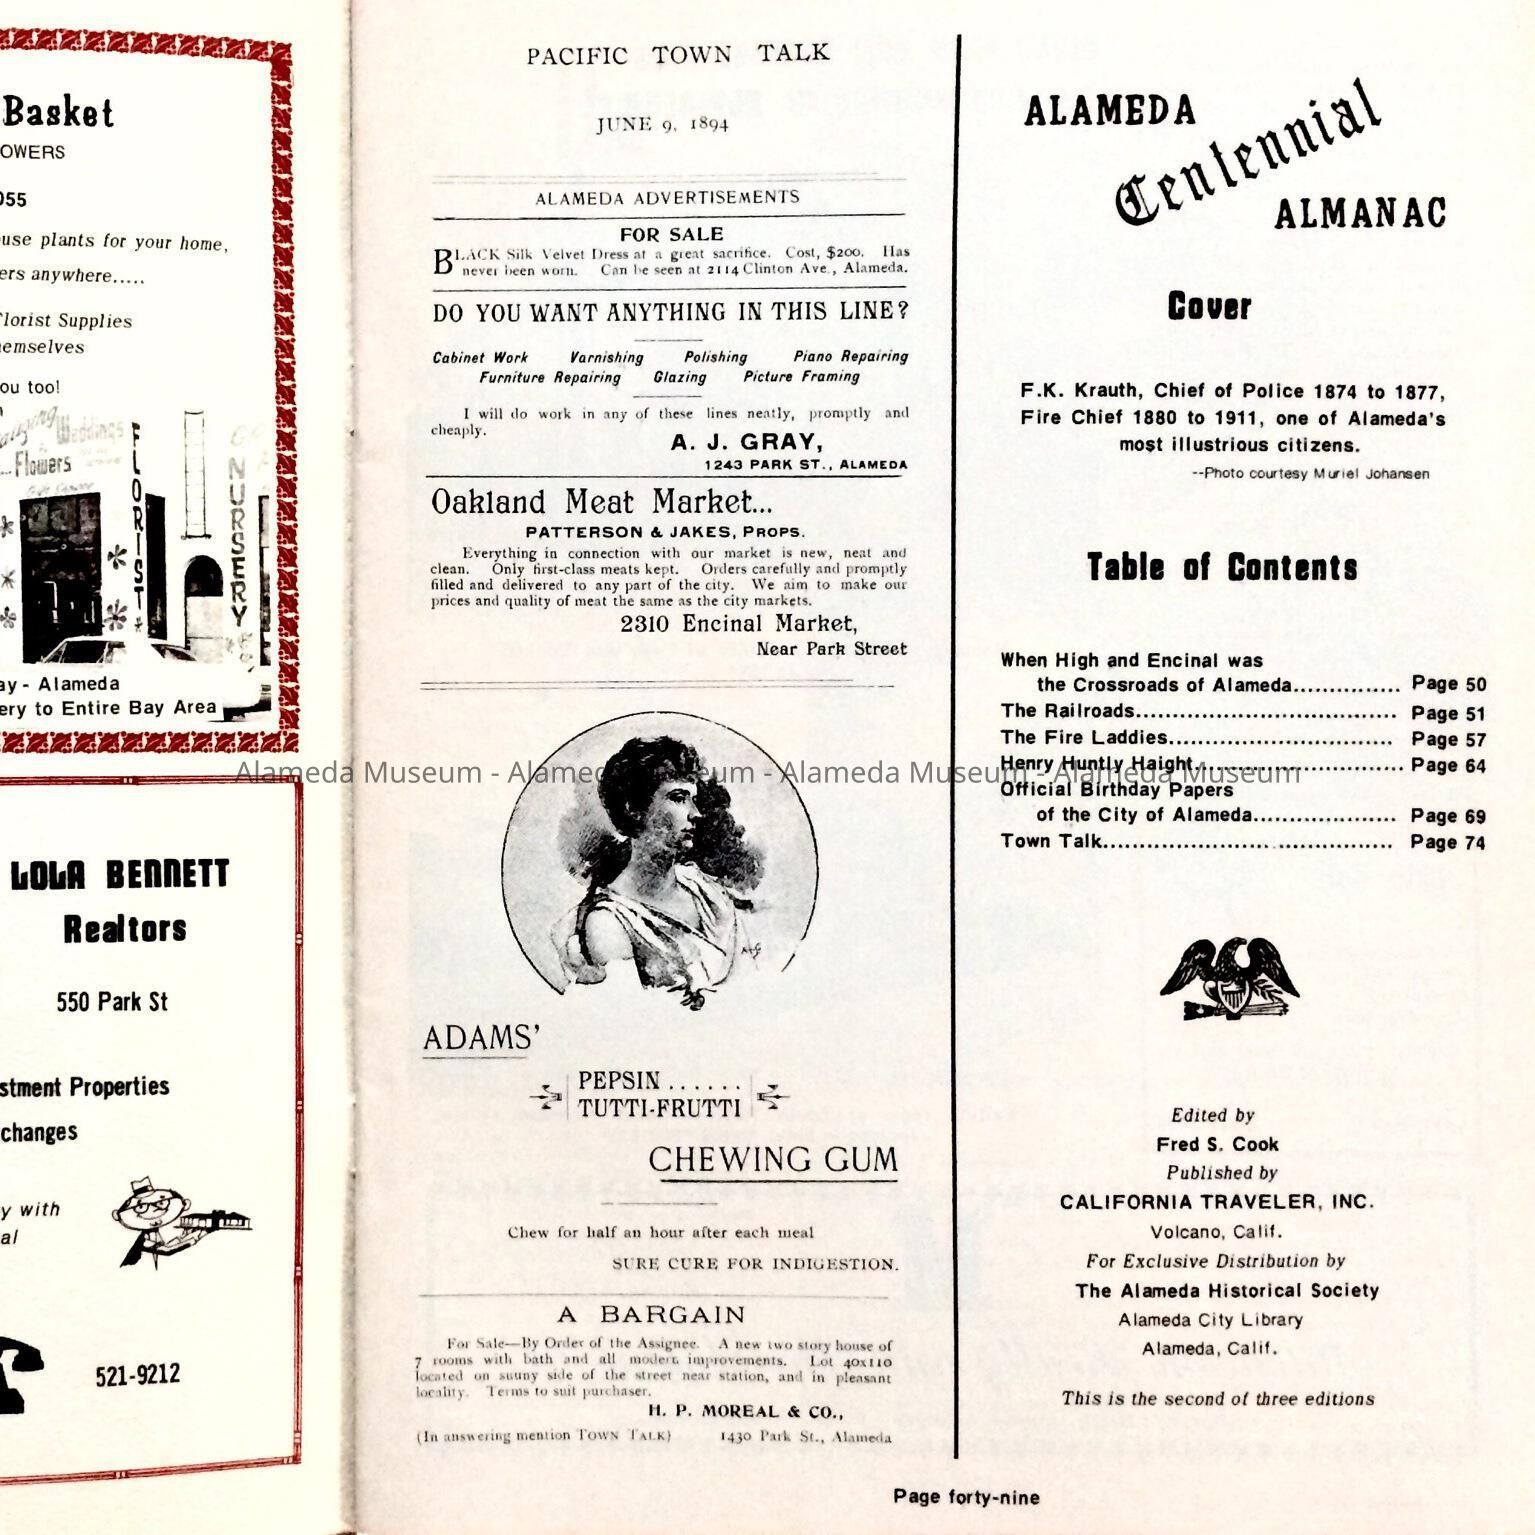 Basket
OWERS
055
use plants for your home,
ers anywhere.....
Florist Supplies
hemselves
ou too!
Weddings
...Flowers
FLORIST
NURSERY
ay - Alameda
ery to Entire Bay Area
LOLA BENNETT
Realtors
550 Park St
stment Properties
changes
y with
al
521-9212
PACIFIC TOWN TALK
JUNE 9, 1894
ALAMEDA ADVERTISEMENTS
FOR SALE
BLACK Silk Velvet Dress at a great sacrifice. Cost, $200. Has
never been worn. Can be seen at 2114 Clinton Ave., Alameda.
DO YOU WANT ANYTHING IN THIS LINE?
Cabinet Work Varnishing Polishing Piano Repairing
Furniture Repairing Glazing Picture Framing
I will do work in any of these lines neatly, promptly and
cheaply.
A. J. GRAY,
1243 PARK ST., ALAMEDA
Oakland Meat Market...
PATTERSON & JAKES, PROPS.
Everything in connection with our market is new, neat and
clean. Only first-class meats kept. Orders carefully and promptly
filled and delivered to any part of the city. We aim to make our
prices and quality of meat the same as the city markets.
2310 Encinal Market,
Near Park Street
ADAMS'
PEPSIN ......
TUTTI-FRUTTI
CHEWING GUM
Chew for half an hour after each meal
SURE CURE FOR INDIGESTION.
A BARGAIN
For Sale—By Order of the Assignee. A new two story house of
7 rooms with bath and all modern improvements. Lot 40x110
located on sunny side of the street near station, and in pleasant
locality. Terms to suit purchaser.
H. P. MOREAL & CO.,
(In answering mention TOWN TALK) 1430 Park St., Alameda
ALAMEDA
Centennial
ALMANAC
Cover
F.K. Krauth, Chief of Police 1874 to 1877,
Fire Chief 1880 to 1911, one of Alameda's
most illustrious citizens.
--Photo courtesy Muriel Johansen
Table of Contents
When High and Encinal was
the Crossroads of Alameda............... Page 50
The Railroads..................................... Page 51
The Fire Laddies................................ Page 57
Henry Huntly Haight............................. Page 64
Official Birthday Papers
of the City of Alameda.................... Page 69
Town Talk......................................... Page 74
Edited by
Fred S. Cook
Published by
CALIFORNIA TRAVELER, INC.
Volcano, Calif.
For Exclusive Distribution by
The Alameda Historical Society
Alameda City Library
Alameda, Calif.
This is the second of three editions
Page forty-nine
Alameda Museum - Alameda Museum - Alameda Museum - Alameda Museum